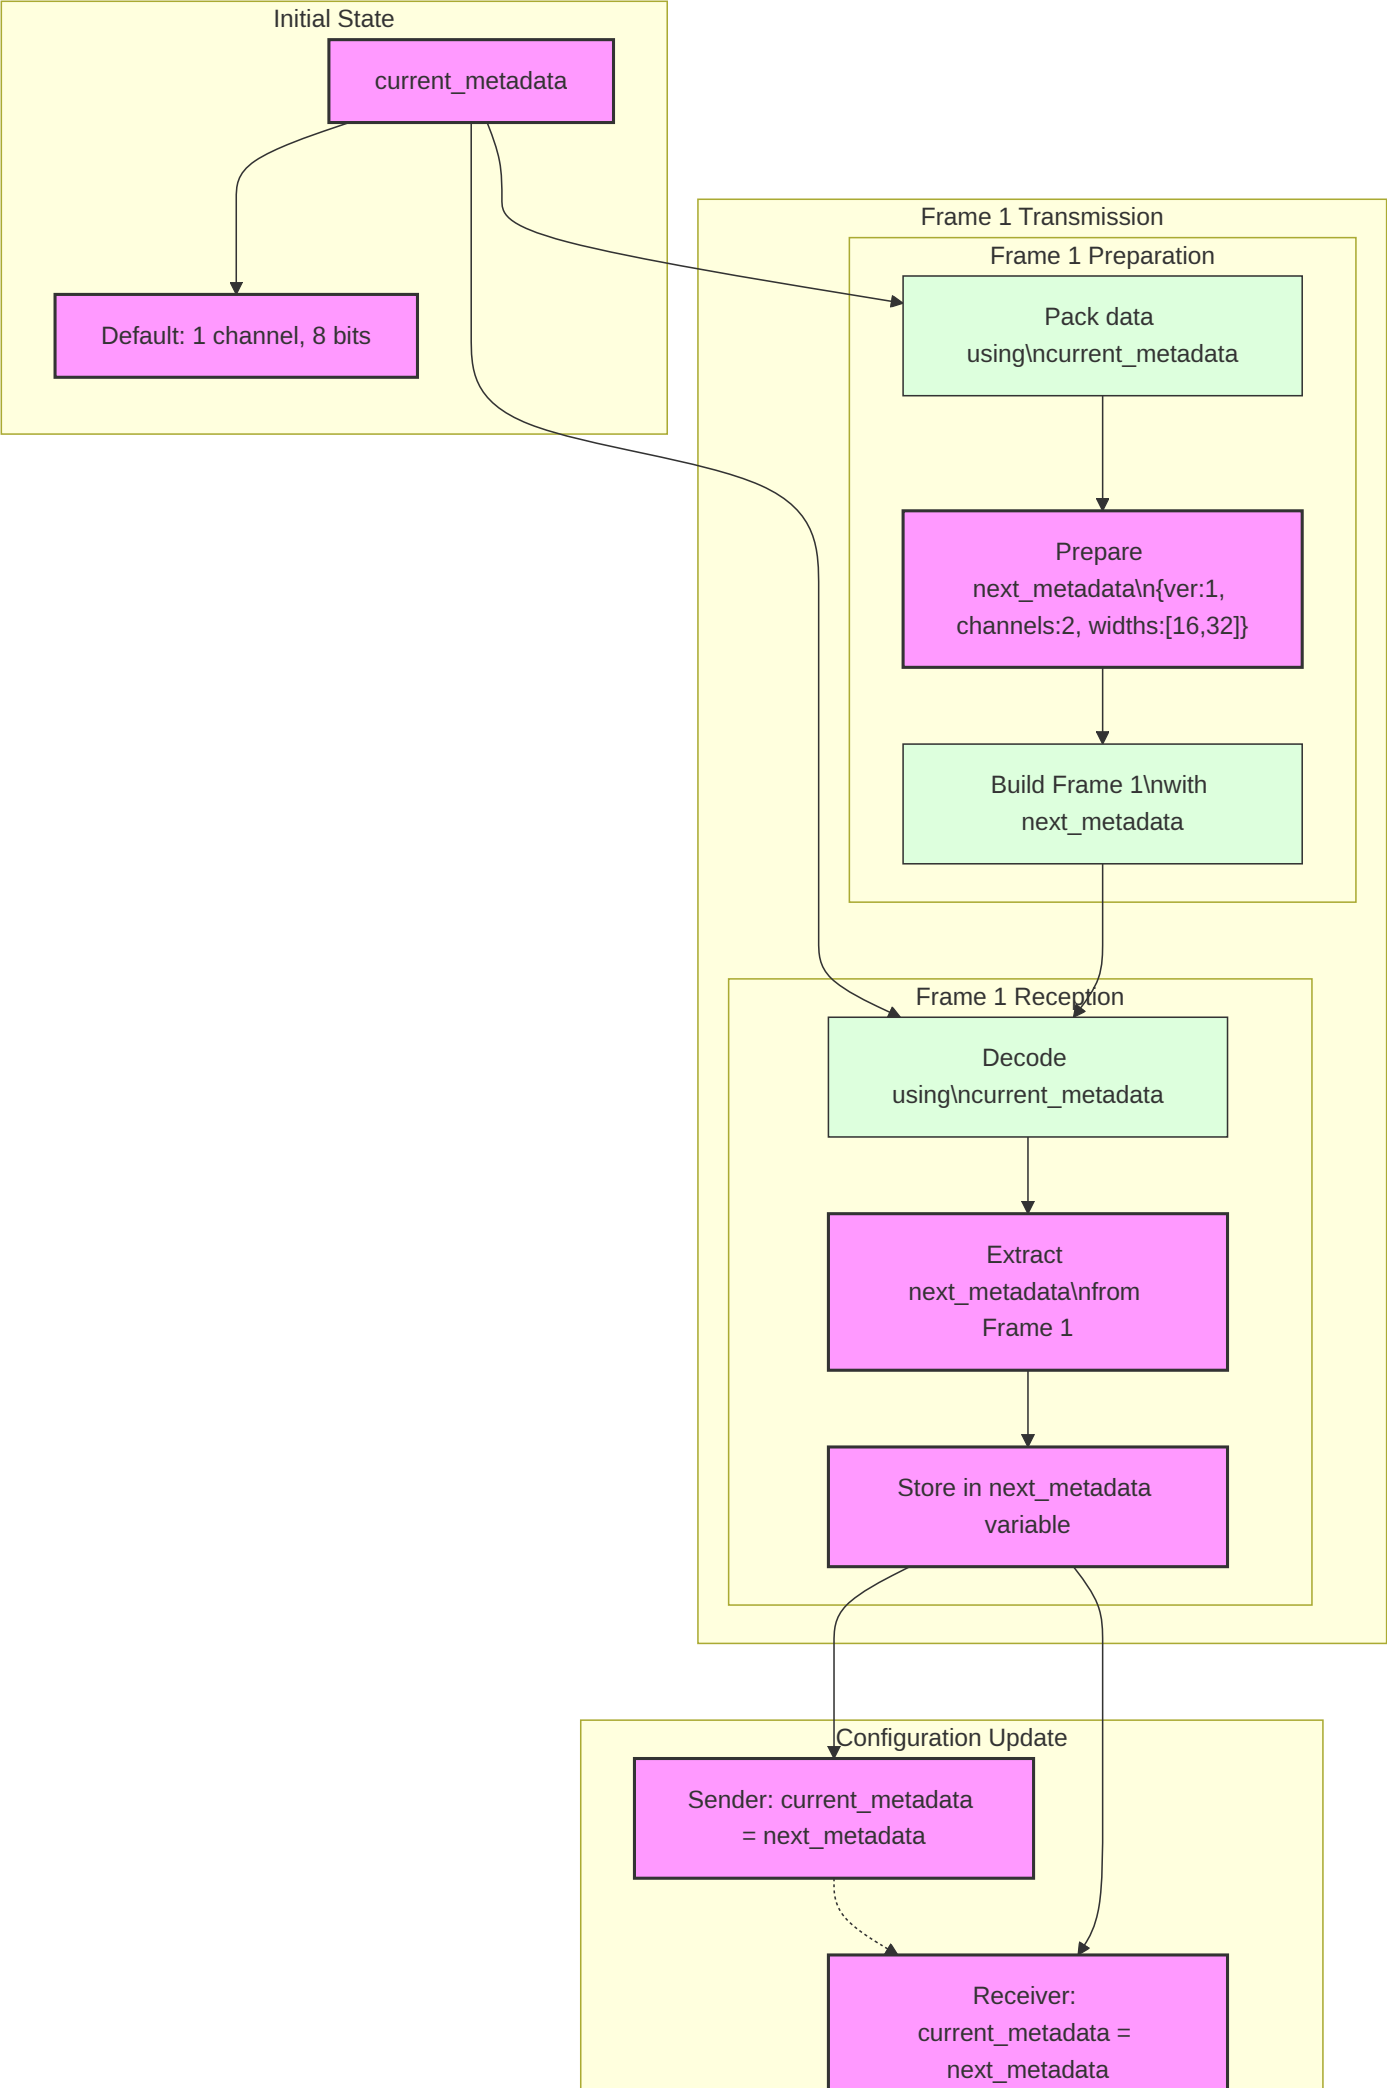 Initial State
current_metadata
Default: 1 channel, 8 bits
Frame 1 Transmission
Frame 1 Preparation
Pack data
using\ncurrent_metadata
Prepare
next_metadata\n{ver:1,
channels:2, widths:[16,32]}
Build Frame 1\nwith
next_metadata
Frame 1 Reception
Decode
using\ncurrent_metadata
Extract
next_metadata\nfrom
Frame 1
Store in next_metadata
variable
Configuration Update
Sender: current_metadata
= next_metadata
Receiver:
current_metadata =
next_metadata